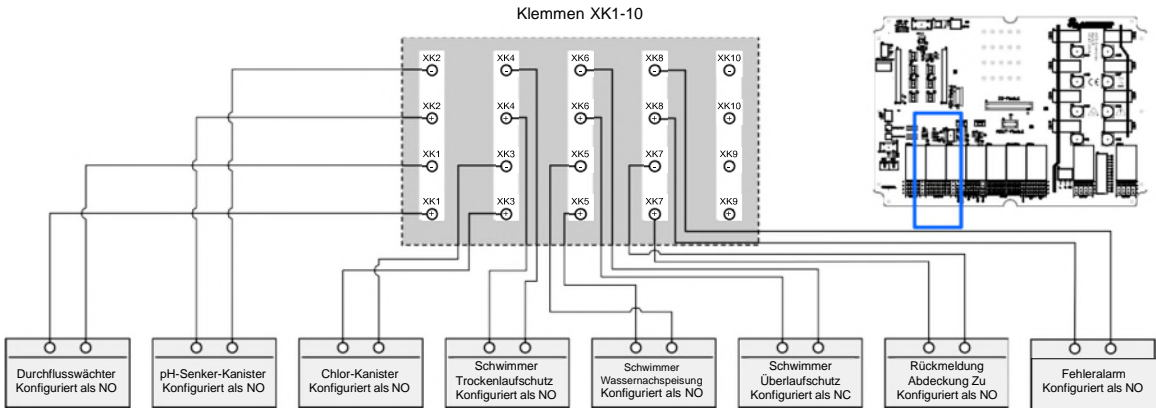 Klemmen XK1-10
XK2 XK4 XK6 XK8 XK10
XK2 XK4 XK6 XK8 XK10
XK1 XK3 XK5 XK7 XK9
XK1 XK3 XK5 XK7 XK9
Durchflusswächter
Konfiguriert als NO
pH-Senker-Kanister
Konfiguriert als NO
Chlor-Kanister
Konfiguriert als NO
Schwimmer
Trockenlaufschutz
Konfiguriert als NO
Schwimmer
Wassernachspeisung
Konfiguriert als NO
Schwimmer
Überlaufschutz
Konfiguriert als NC
Rückmeldung
Abdeckung Zu
Konfiguriert als NO
Fehleralarm
Konfiguriert als NO